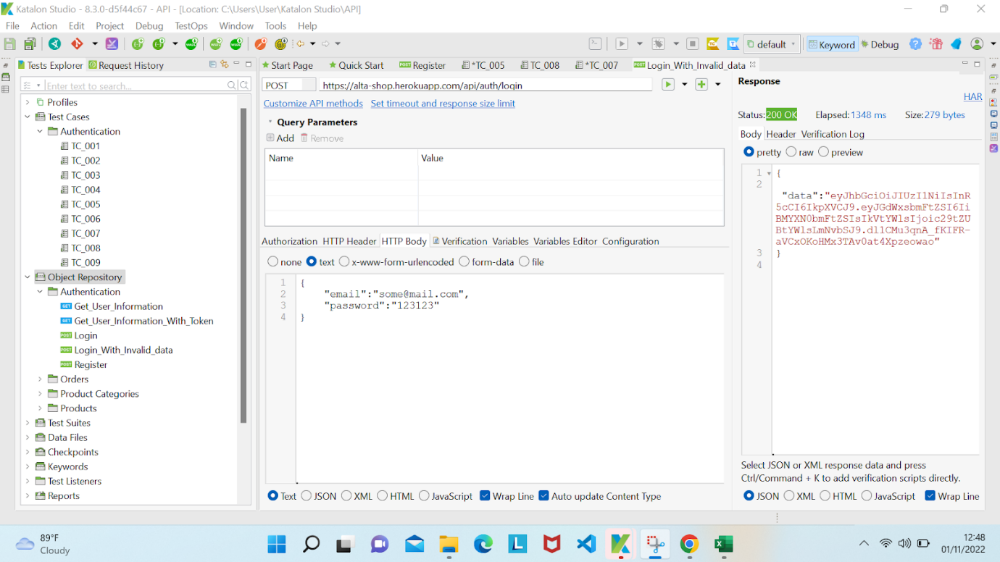 Katalon Studio - 8.3.0-d5f44c67 - API - [Location: C:\Users\User\Katalon Studio\API]
File Action Edit Project Debug TestOps Window Tools Help
default Keyword Debug
Tests Explorer Request History
Enter text to search...
Profiles
Test Cases
Authentication
TC_001
TC_002
TC_003
TC_004
TC_005
TC_006
TC_007
TC_008
TC_009
Object Repository
Authentication
GET Get_User_Information
GET Get_User_Information_With_Token
POST Login
POST Login_With_Invalid_data
POST Register
Orders
Product Categories
Products
Test Suites
Data Files
Checkpoints
Keywords
Test Listeners
Reports
Start Page Quick Start POST Register *TC_005 TC_008 *TC_007 POST Login_With_Invalid_data
POST https://alta-shop.herokuapp.com/api/auth/login
Customize API methods Set timeout and response size limit
Query Parameters
Add Remove
Name Value
Authorization HTTP Header HTTP Body Verification Variables Variables Editor Configuration
none text x-www-form-urlencoded form-data file
1 {
2 "email":"some@mail.com",
3 "password":"123123"
4 }
Text JSON XML HTML JavaScript Wrap Line Auto update Content Type
Response
HAR
Status: 200 OK Elapsed: 1348 ms Size: 279 bytes
Body Header Verification Log
pretty raw preview
1 {
2
"data":"eyJhbGciOiJIUzI1NiIsInR
5cCI6IkpXVCJ9.eyJGdWxsbmFtZSI6Ii
BMYXN0bmFtZSIsIkVtYWlsIjoic29tZU
BtYWlsLmNvbSJ9.dl1CMu3qnA_fKIFR-
aVCxOKoHMx3TAv0at4Xpzeowao"
3 }
4
Select JSON or XML response data and press
Ctrl/Command + K to add verification scripts directly.
JSON XML HTML JavaScript Wrap Line
89°F
Cloudy
12:48
01/11/2022